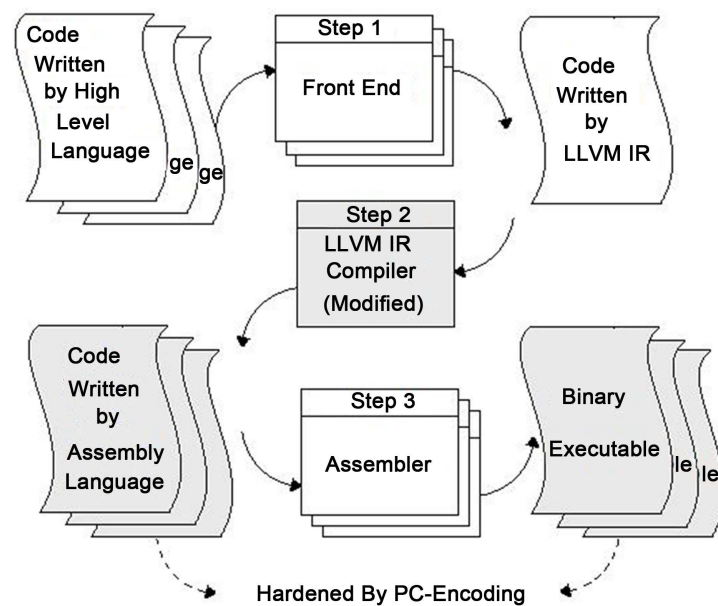 Code
Written
by High
Level
Language
ge
ge
Step 1
Front End
Code
Written
by
LLVM IR
Step 2
LLVM IR
Compiler
(Modified)
Code
Written
by
Assembly
Language
Step 3
Assembler
Binary
Executable
le
le
Hardened By PC-Encoding